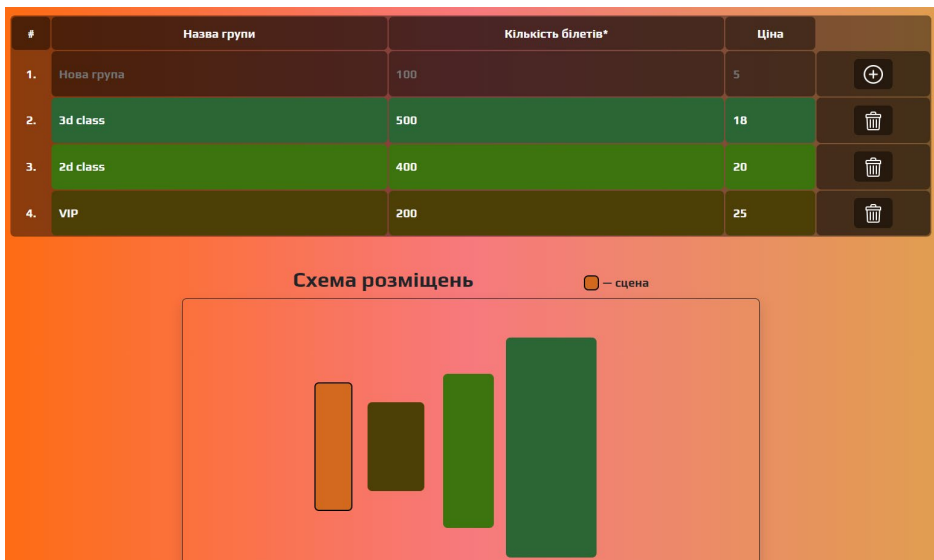 # Назва групи Кількість білетів* Ціна
1. Нова група 100 5
2. 3d class 500 18
3. 2d class 400 20
4. VIP 200 25
Схема розміщень
— сцена